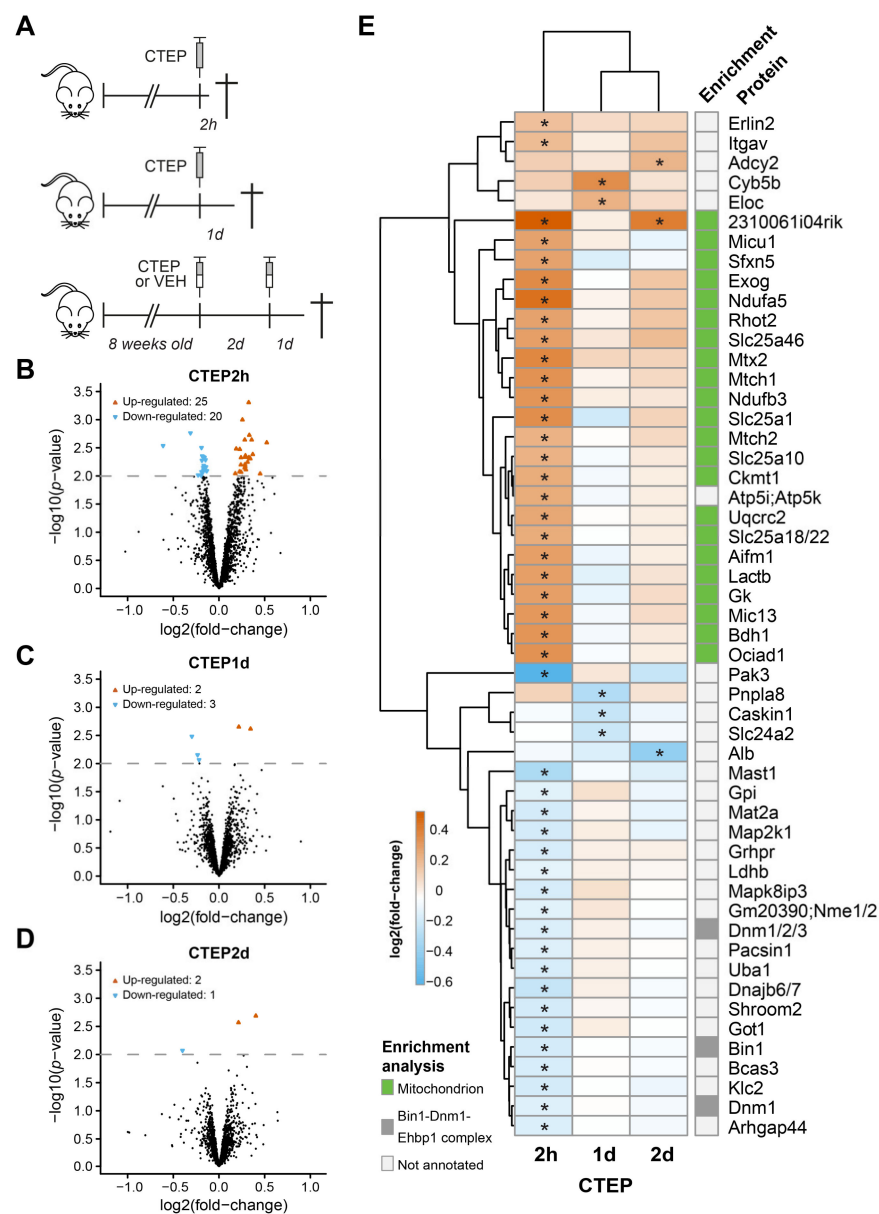 A
CTEP
2h
CTEP
1d
CTEP
or VEH
8 weeks old
2d
1d
B
CTEP2h
Up-regulated: 25
Down-regulated: 20
3.5
3.0
2.5
2.0
1.5
1.0
0.5
0.0
−log10(p−value)
−1.0
−0.5
0.0
0.5
1.0
log2(fold−change)
C
CTEP1d
Up-regulated: 2
Down-regulated: 3
3.5
3.0
2.5
2.0
1.5
1.0
0.5
0.0
−log10(p−value)
−1.0
−0.5
0.0
0.5
1.0
log2(fold−change)
D
CTEP2d
Up-regulated: 2
Down-regulated: 1
3.5
3.0
2.5
2.0
1.5
1.0
0.5
0.0
−log10(p−value)
−1.0
−0.5
0.0
0.5
1.0
log2(fold−change)
E
Enrichment
Protein
* Erlin2
* Itgav
* Adcy2
* Cyb5b
* Eloc
* * 2310061i04rik
* Micu1
* Sfxn5
* Exog
* Ndufa5
* Rhot2
* Slc25a46
* Mtx2
* Mtch1
* Ndufb3
* Slc25a1
* Mtch2
* Slc25a10
* Ckmt1
* Atp5i;Atp5k
* Uqcrc2
* Slc25a18/22
* Aifm1
* Lactb
* Gk
* Mic13
* Bdh1
* Ociad1
* Pak3
* Pnpla8
* Caskin1
* Slc24a2
* Alb
* Mast1
* Gpi
* Mat2a
* Map2k1
* Grhpr
* Ldhb
* Mapk8ip3
* Gm20390;Nme1/2
* Dnm1/2/3
* Pacsin1
* Uba1
* Dnajb6/7
* Shroom2
* Got1
* Bin1
* Bcas3
* Klc2
* Dnm1
* Arhgap44
2h 1d 2d
CTEP
log2(fold−change)
0.4
0.2
0
−0.2
−0.4
−0.6
Enrichment
analysis
Mitochondrion
Bin1-Dnm1-
Ehbp1 complex
Not annotated